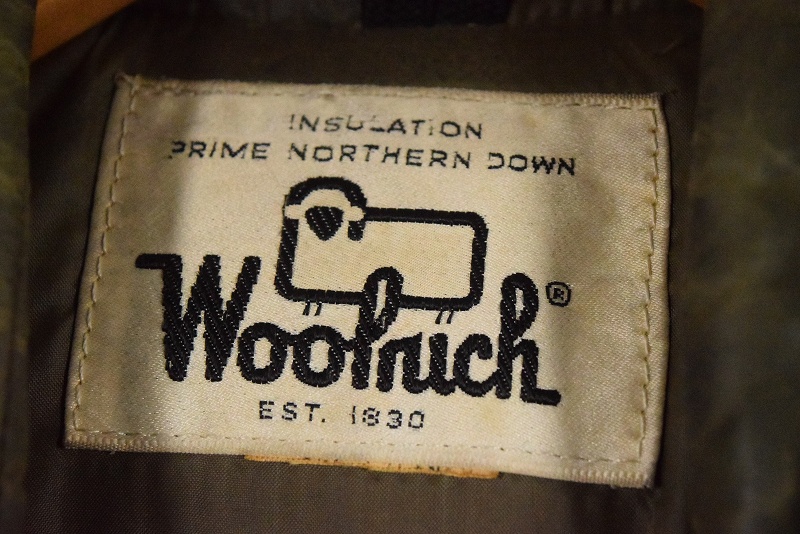 INSULATION
PRIME NORTHERN DOWN
Woolrich®
EST. 1830